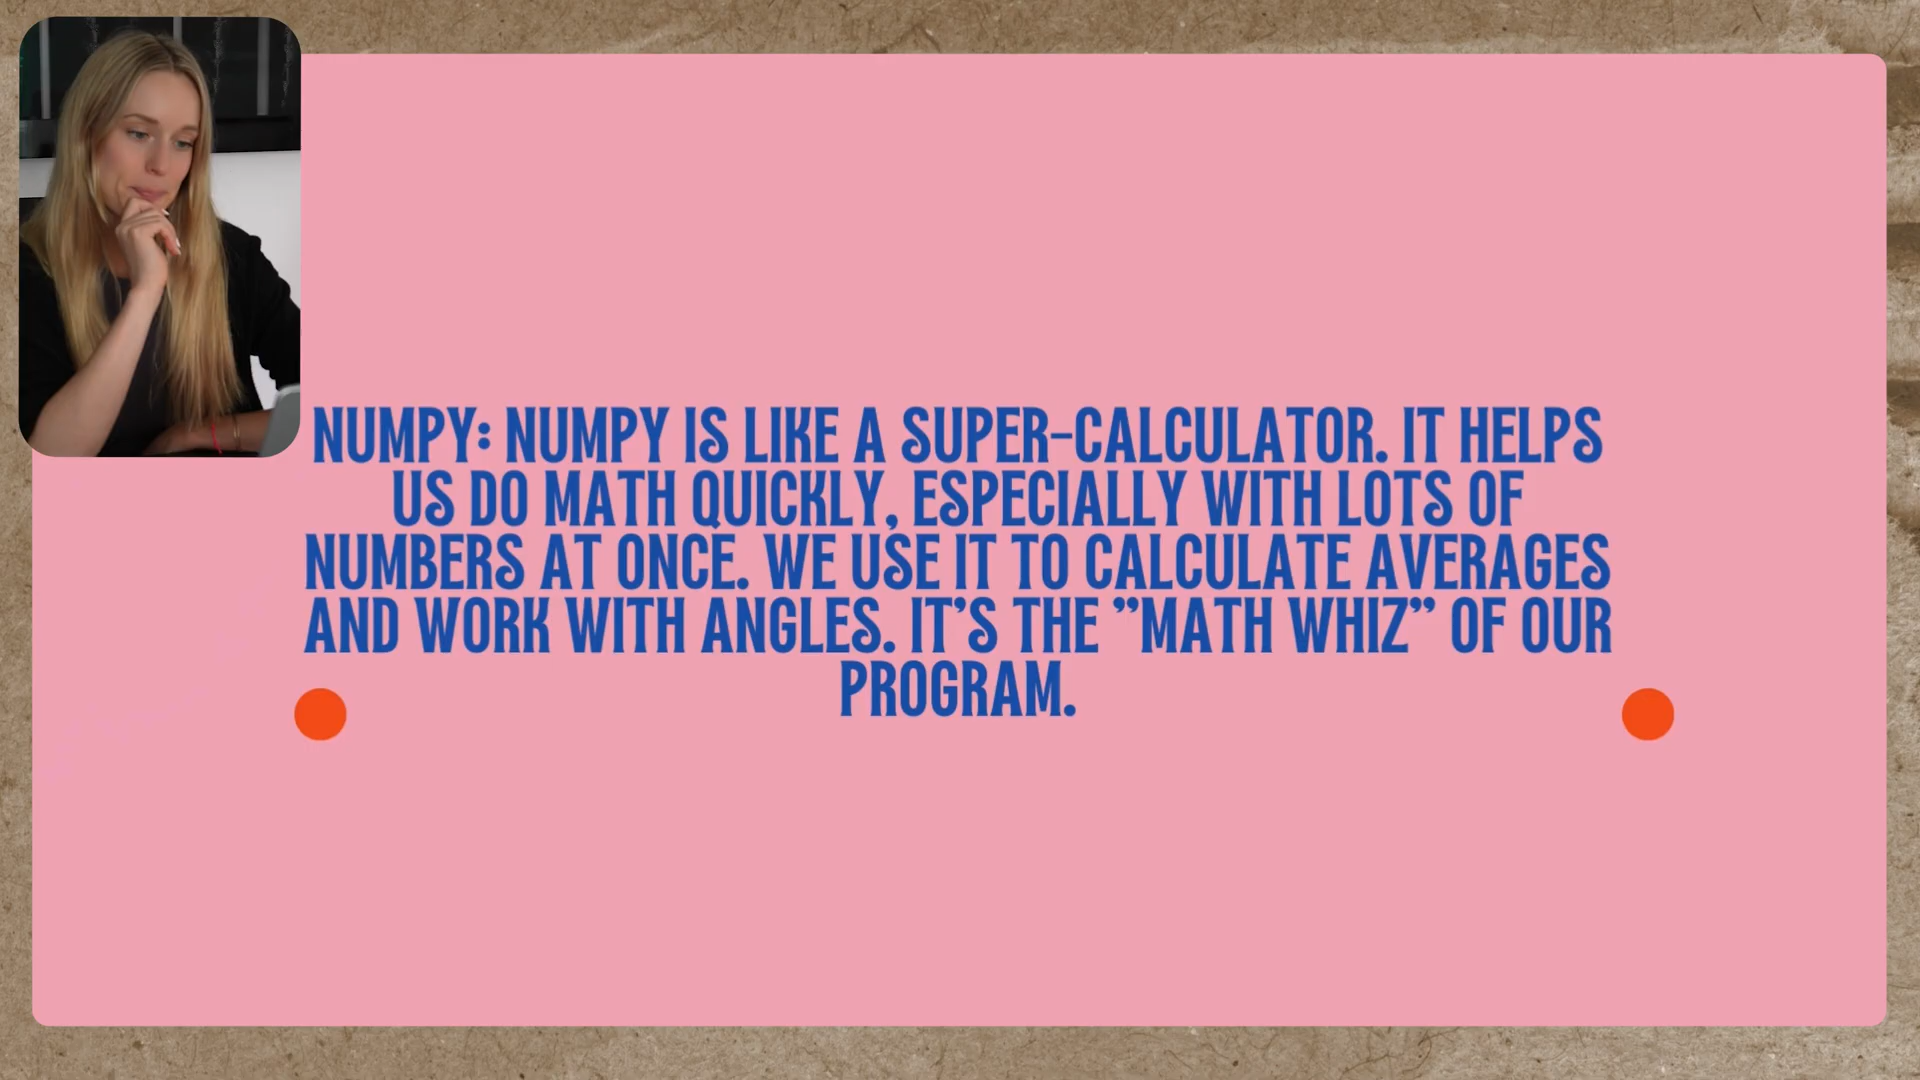 NUMPY: NUMPY IS LIKE A SUPER-CALCULATOR. IT HELPS
US DO MATH QUICKLY, ESPECIALLY WITH LOTS OF
NUMBERS AT ONCE. WE USE IT TO CALCULATE AVERAGES
AND WORK WITH ANGLES. IT’S THE ”MATH WHIZ” OF OUR
PROGRAM.